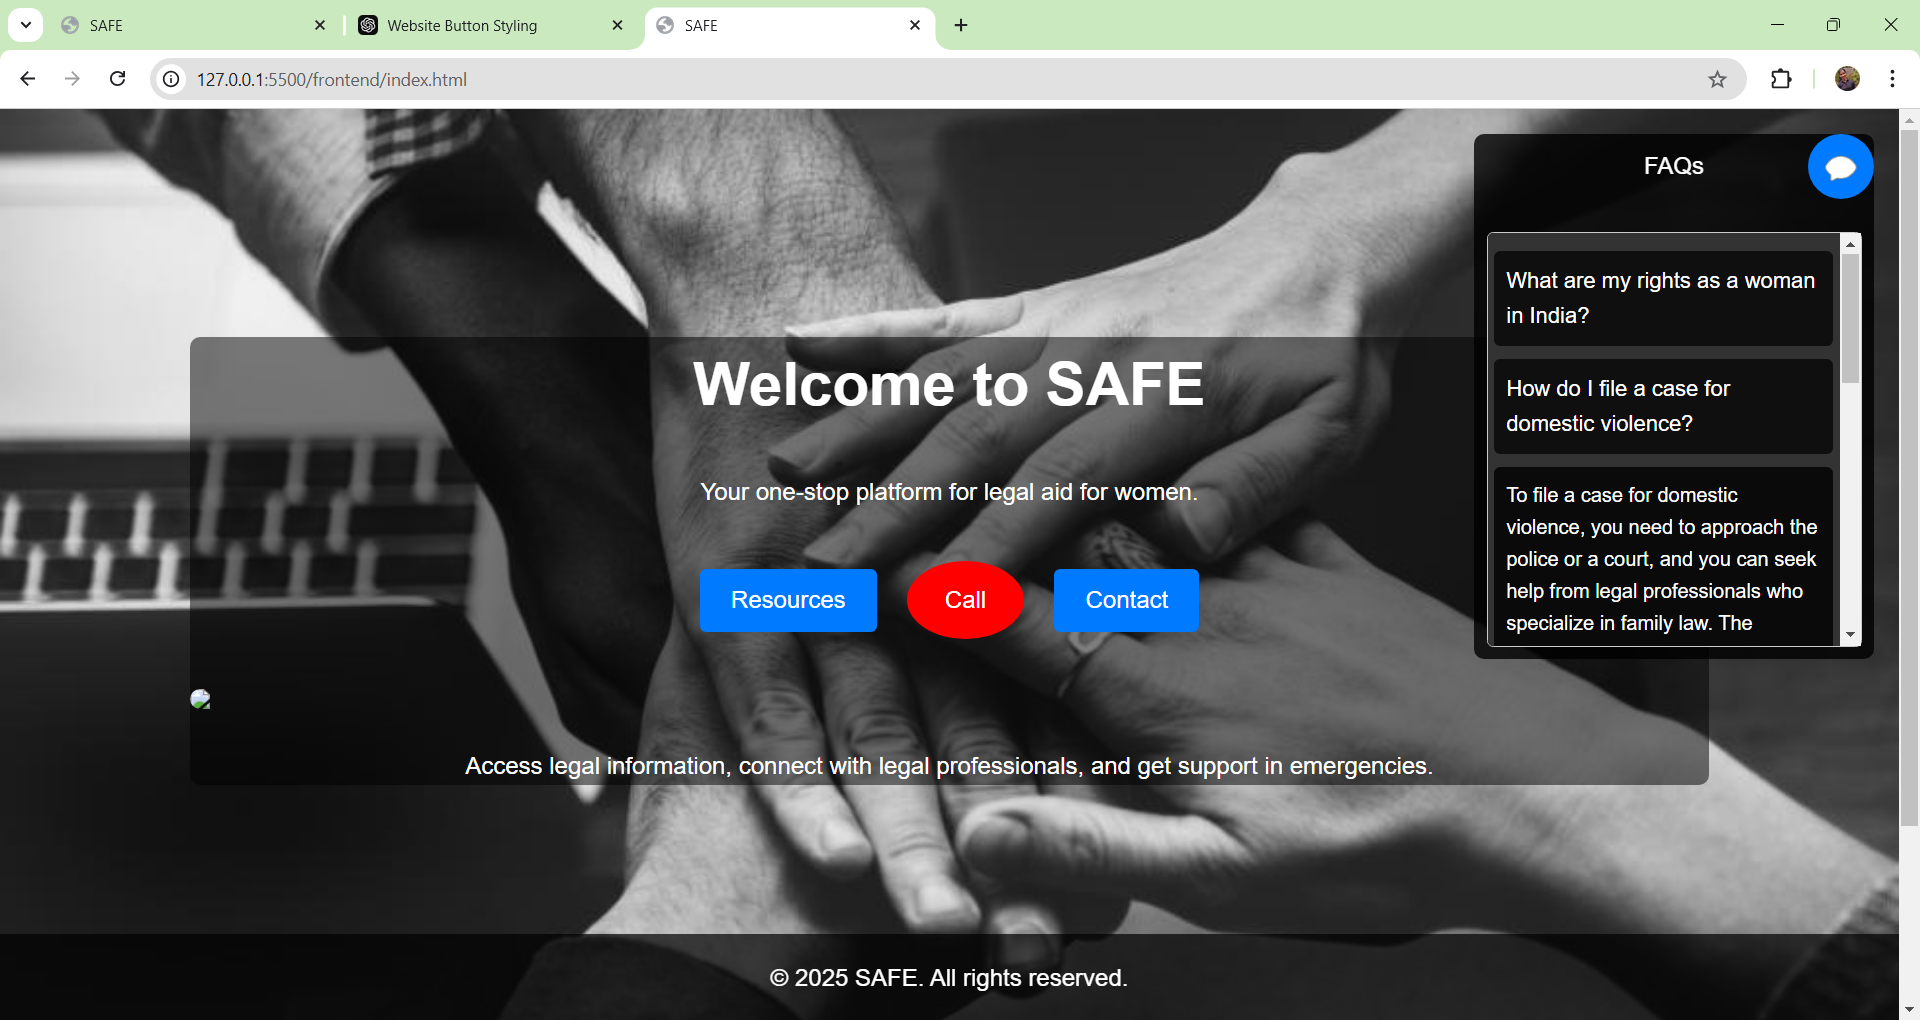 SAFE
Website Button Styling
SAFE
127.0.0.1:5500/frontend/index.html
FAQs
What are my rights as a woman
in India?
How do I file a case for
domestic violence?
To file a case for domestic
violence, you need to approach the
police or a court, and you can seek
help from legal professionals who
specialize in family law. The
Welcome to SAFE
Your one-stop platform for legal aid for women.
Resources
Call
Contact
Access legal information, connect with legal professionals, and get support in emergencies.
© 2025 SAFE. All rights reserved.